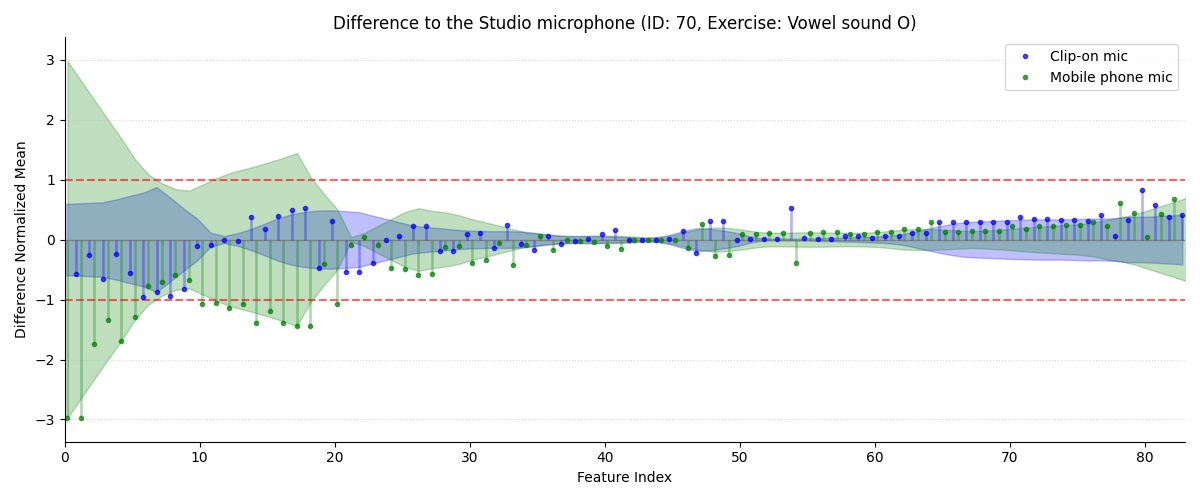 Difference to the Studio microphone (ID: 70, Exercise: Vowel sound O)
Clip-on mic
Mobile phone mic
Difference Normalized Mean
3
2
1
0
−1
−2
−3
0 10 20 30 40 50 60 70 80
Feature Index